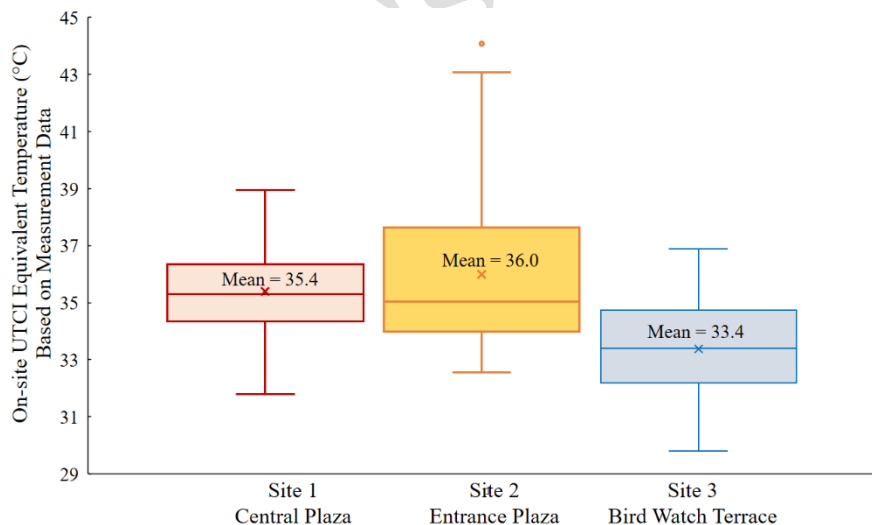 On-site UTCI Equivalent Temperature (°C)
Based on Measurement Data
45
43
41
39
37
35
33
31
29
Mean = 35.4
Mean = 36.0
Mean = 33.4
Site 1
Central Plaza
Site 2
Entrance Plaza
Site 3
Bird Watch Terrace